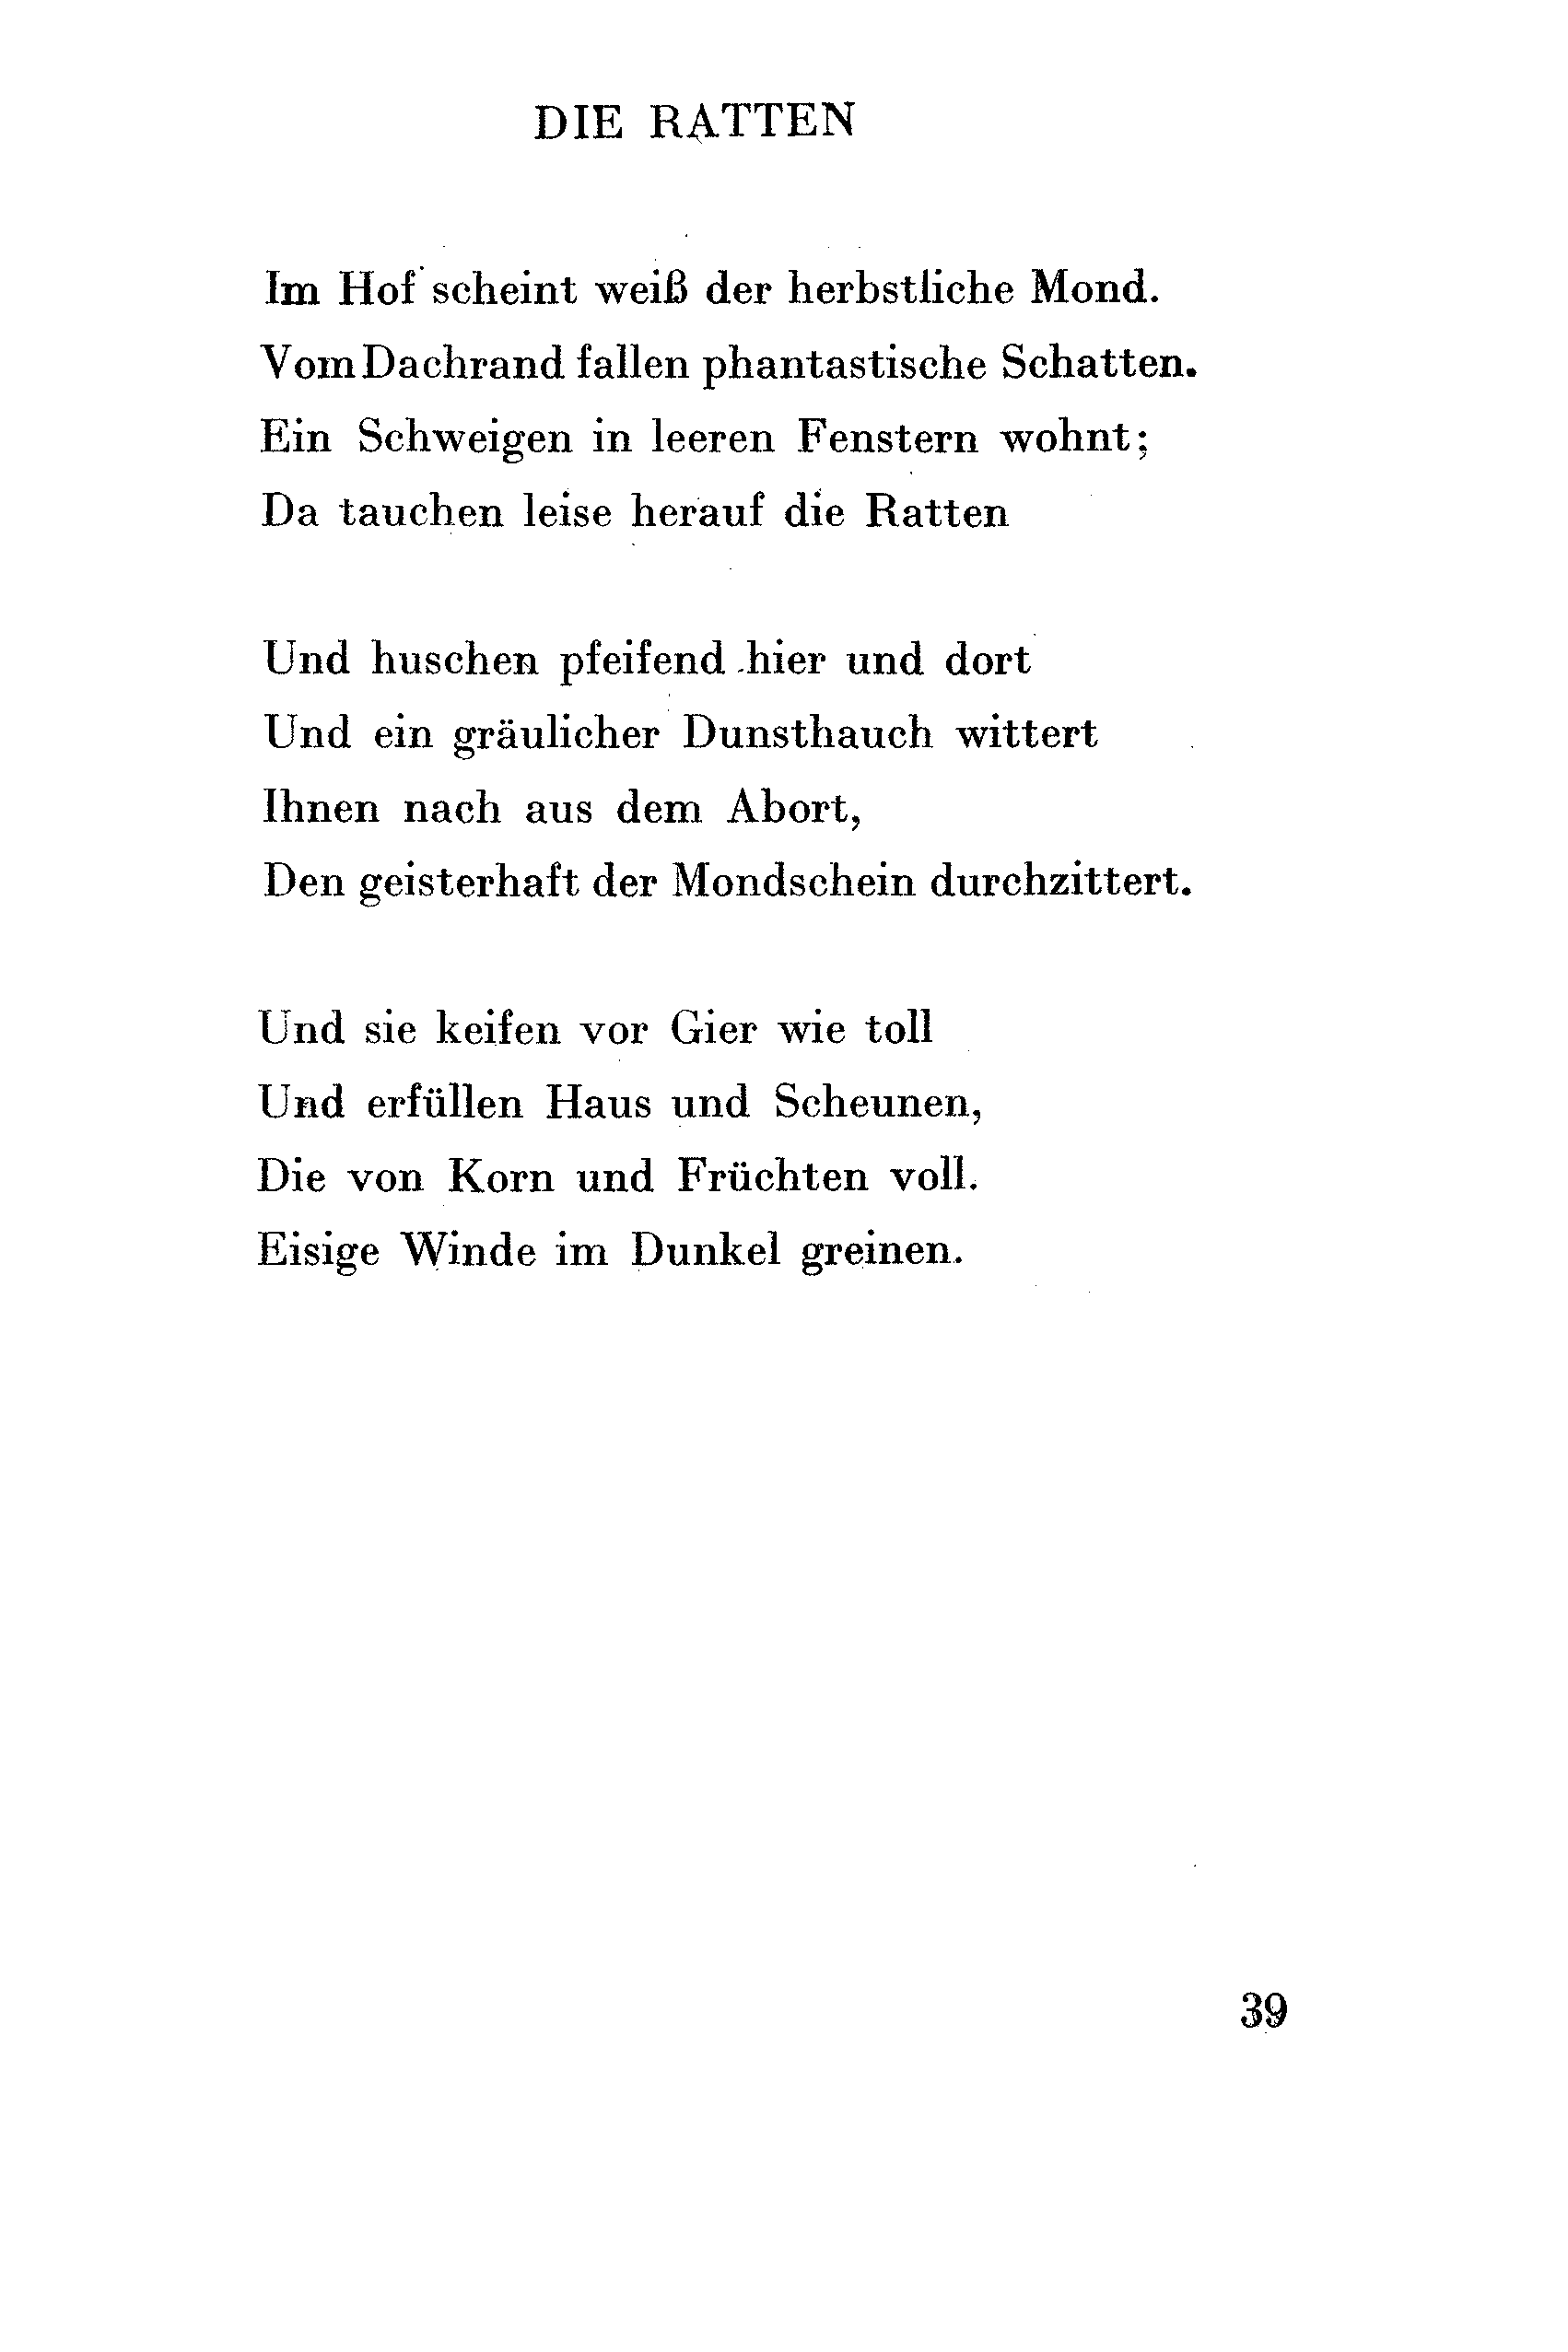 DIE RATTEN
Im Hof scheint weiß der herbstliche Mond.
Vom Dachrand fallen phantastische Schatten.
Ein Schweigen in leeren Fenstern wohnt;
Da tauchen leise herauf die Ratten
Und huschen pfeifend hier und dort
Und ein gräulicher Dunsthauch wittert
Ihnen nach aus dem Abort,
Den geisterhaft der Mondschein durchzittert.
Und sie keifen vor Gier wie toll
Und erfüllen Haus und Scheunen,
Die von Korn und Früchten voll.
Eisige Winde im Dunkel greinen.
39